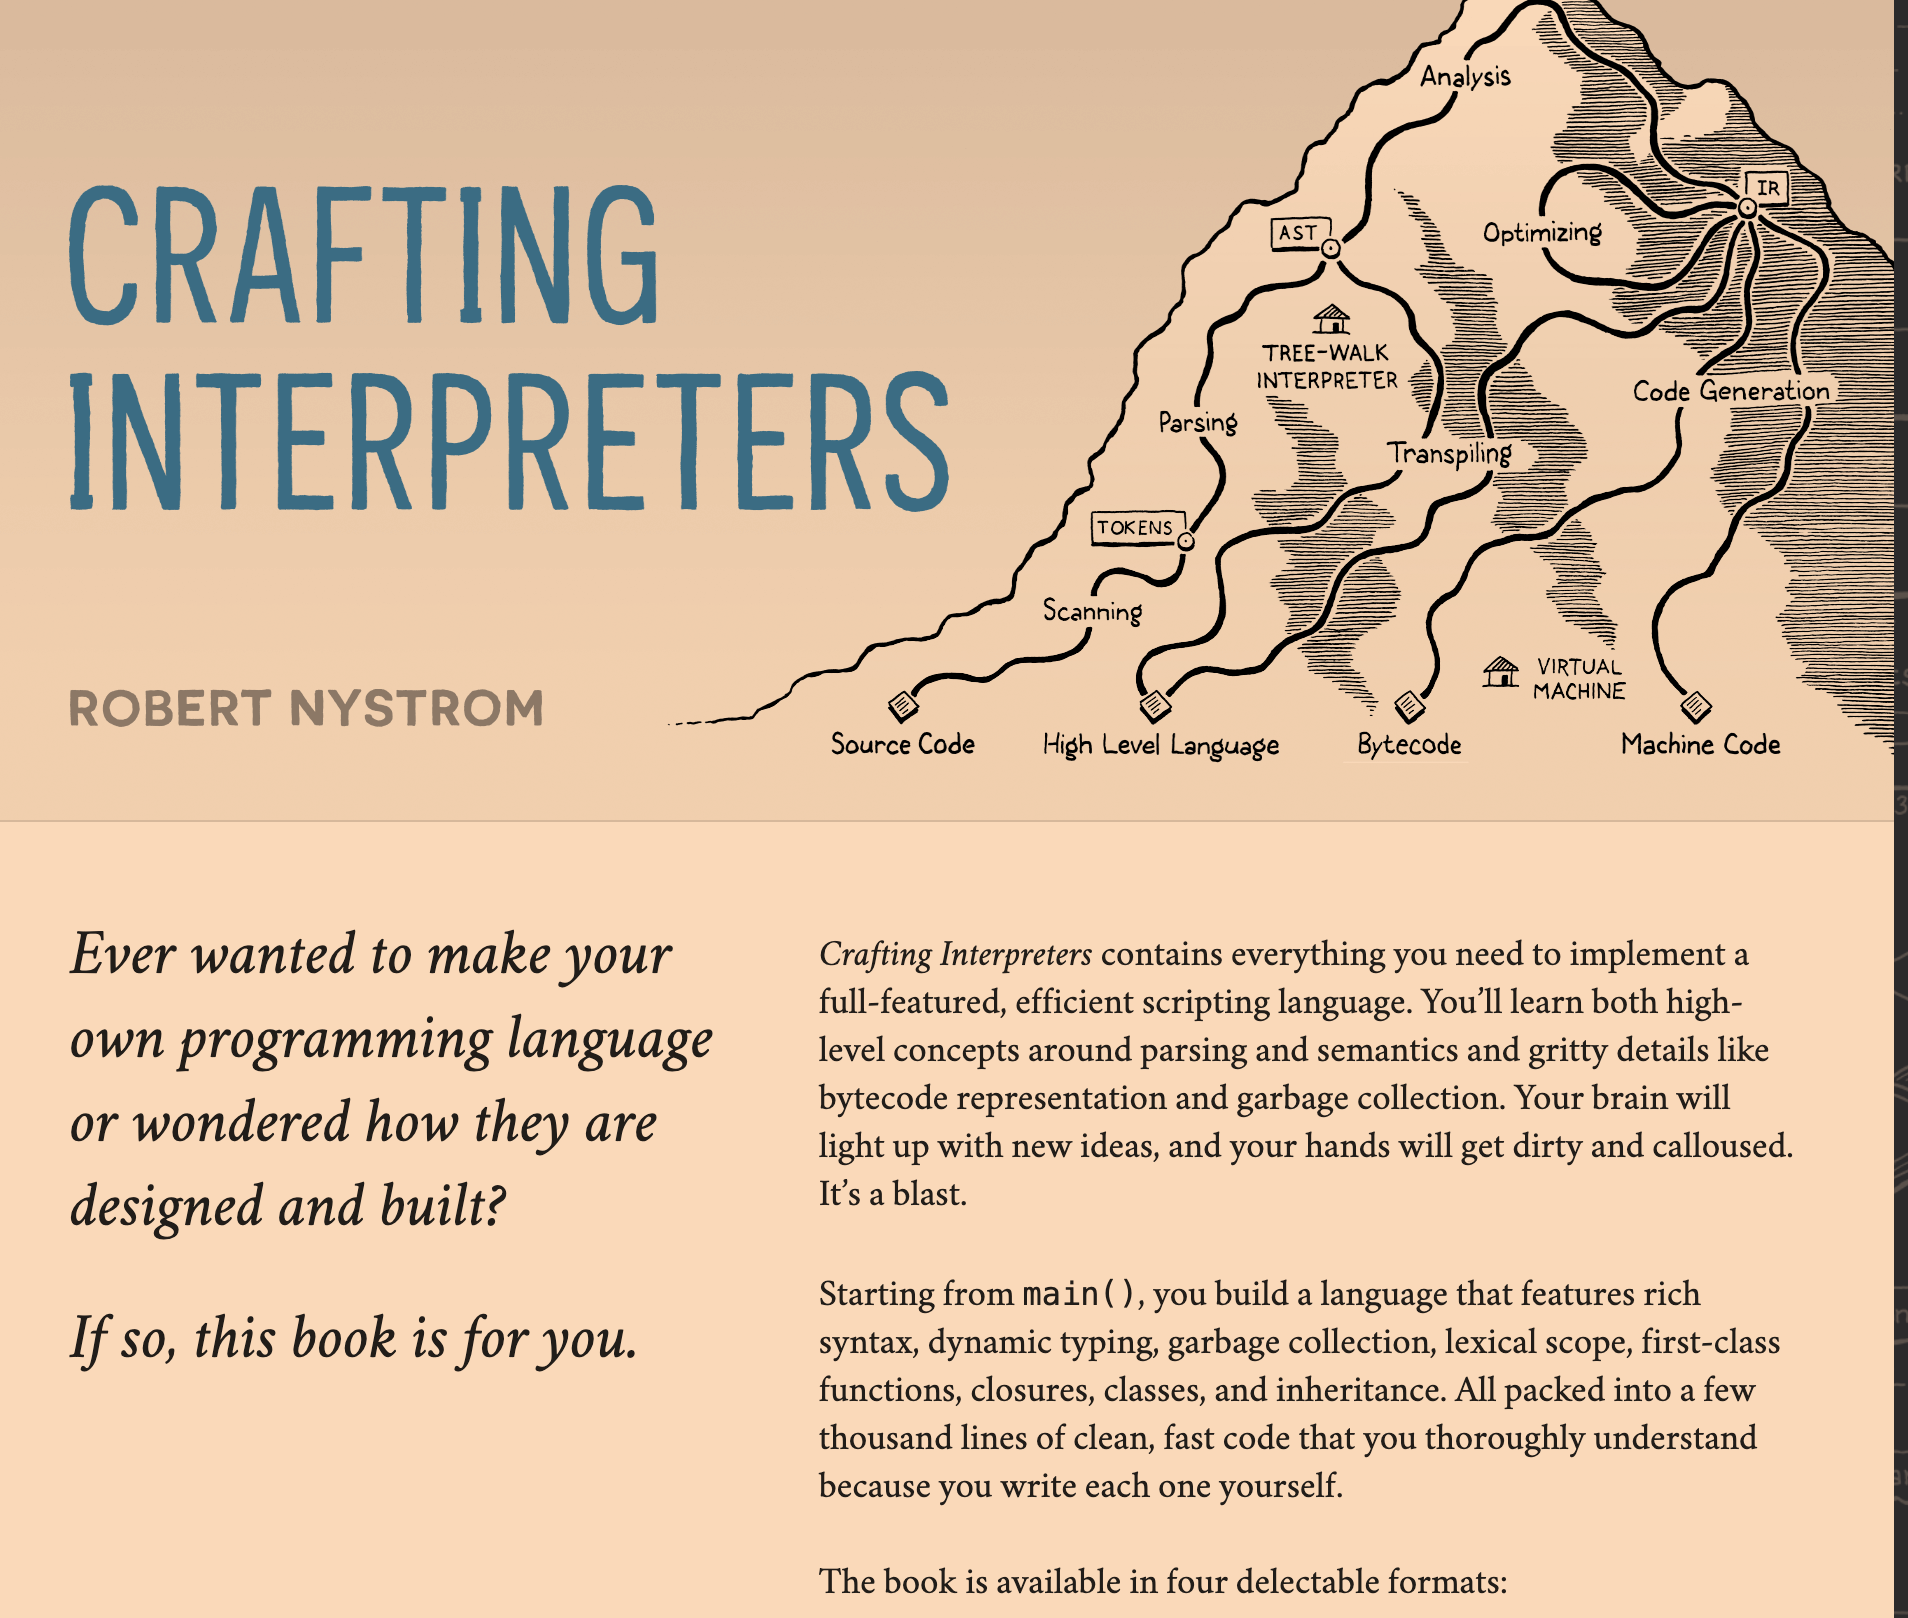 CRAFTING
INTERPRETERS
ROBERT NYSTROM
Analysis
IR
AST
Optimizing
TREE-WALK
INTERPRETER
Code Generation
Parsing
Transpiling
TOKENS
Scanning
VIRTUAL
MACHINE
Source Code
High Level Language
Bytecode
Machine Code
Ever wanted to make your
own programming language
or wondered how they are
designed and built?
If so, this book is for you.
Crafting Interpreters contains everything you need to implement a
full-featured, efficient scripting language. You’ll learn both high-
level concepts around parsing and semantics and gritty details like
bytecode representation and garbage collection. Your brain will
light up with new ideas, and your hands will get dirty and calloused.
It’s a blast.
Starting from main(), you build a language that features rich
syntax, dynamic typing, garbage collection, lexical scope, first-class
functions, closures, classes, and inheritance. All packed into a few
thousand lines of clean, fast code that you thoroughly understand
because you write each one yourself.
The book is available in four delectable formats: